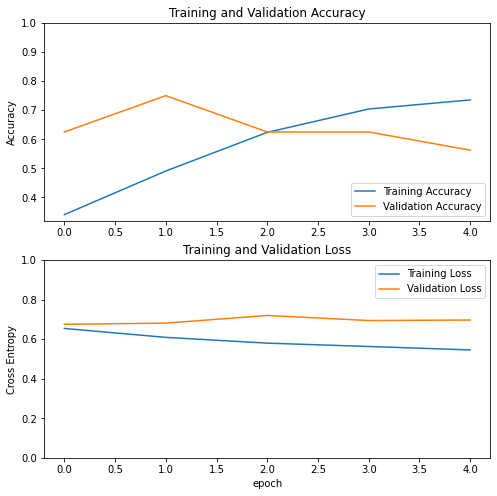 Training and Validation Accuracy
1.0
0.9
0.8
0.7
0.6
0.5
0.4
Accuracy
Training Accuracy
Validation Accuracy
0.0 0.5 1.0 1.5 2.0 2.5 3.0 3.5 4.0
Training and Validation Loss
1.0
0.8
0.6
0.4
0.2
0.0
Cross Entropy
Training Loss
Validation Loss
0.0 0.5 1.0 1.5 2.0 2.5 3.0 3.5 4.0
epoch